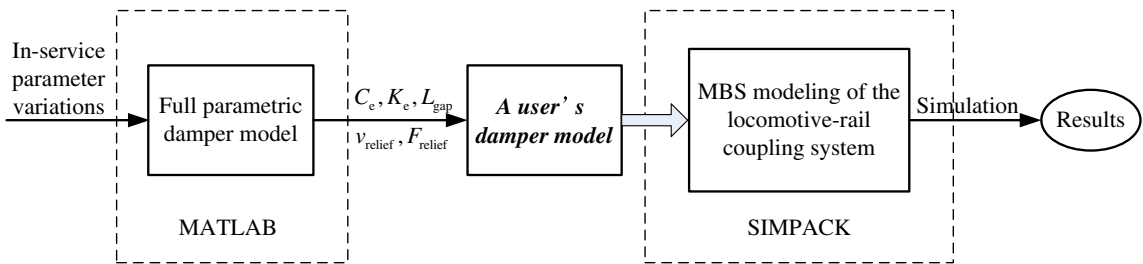 In-service
parameter
variations
Full parametric
damper model
MATLAB
C_e, K_e, L_gap
v_relief, F_relief
A user's
damper model
MBS modeling of the
locomotive-rail
coupling system
SIMPACK
Simulation
Results